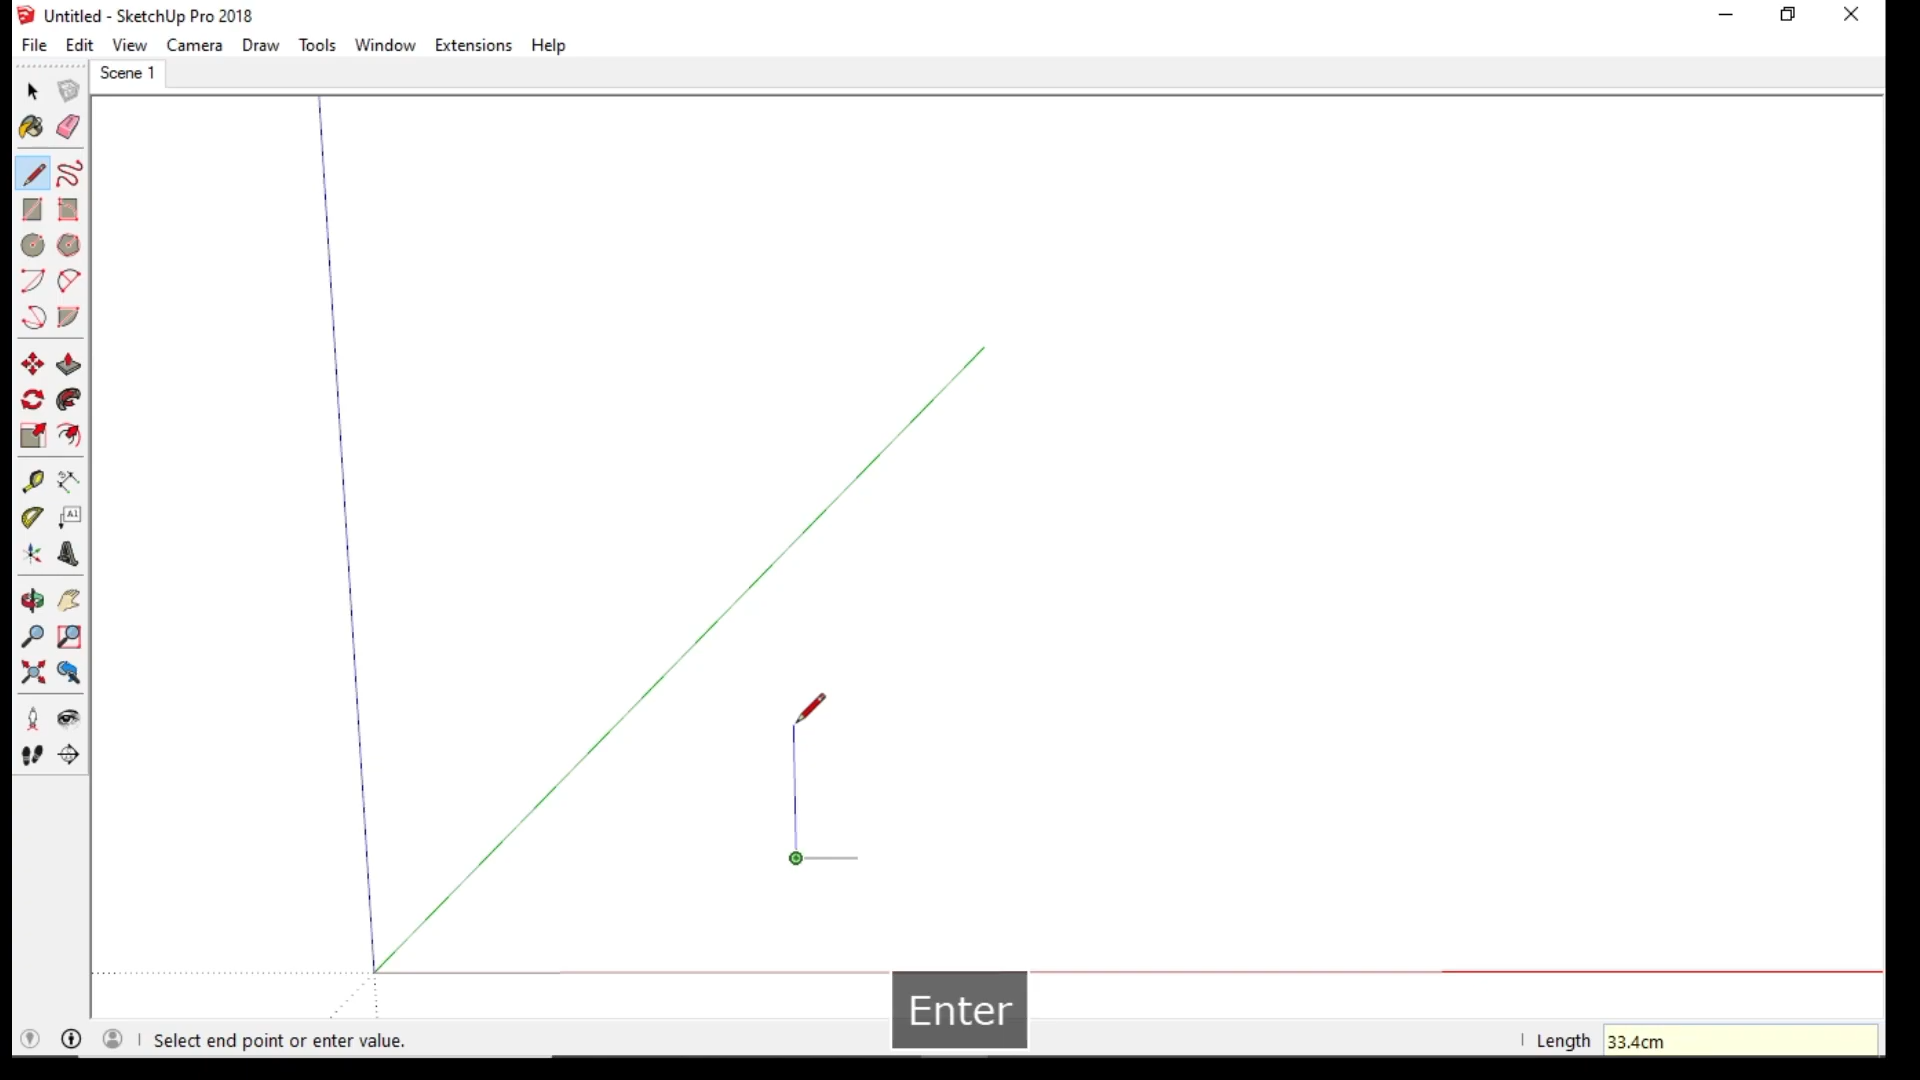 Untitled - SketchUp Pro 2018
File Edit View Camera Draw Tools Window Extensions Help
Scene 1
A1
Enter
Select end point or enter value.
Length 33.4cm